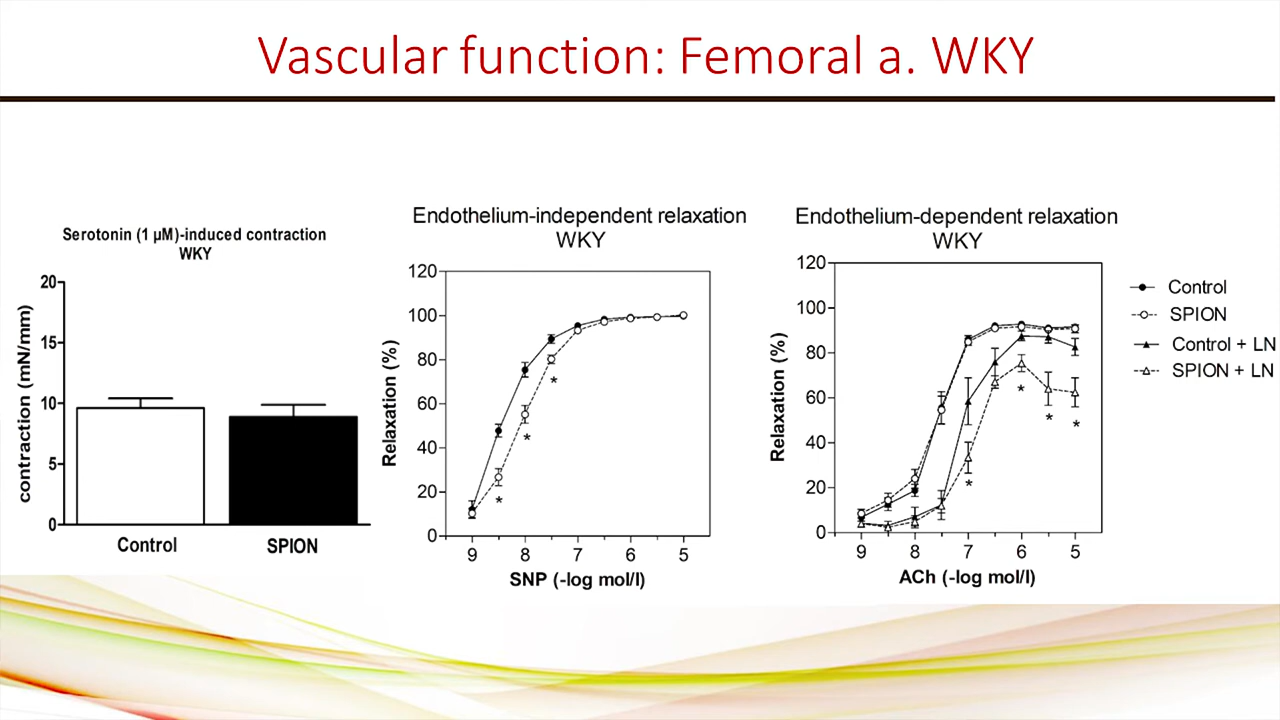 Vascular function: Femoral a. WKY
Serotonin (1 µM)-induced contraction
WKY
contraction (mN/mm)
20
15
10
5
0
Control
SPION
Endothelium-independent relaxation
WKY
Relaxation (%)
120
100
80
60
40
20
0
*
*
*
9 8 7 6 5
SNP (-log mol/l)
Endothelium-dependent relaxation
WKY
Relaxation (%)
120
100
80
60
40
20
0
*
*
*
*
9 8 7 6 5
ACh (-log mol/l)
Control
SPION
Control + LN
SPION + LN